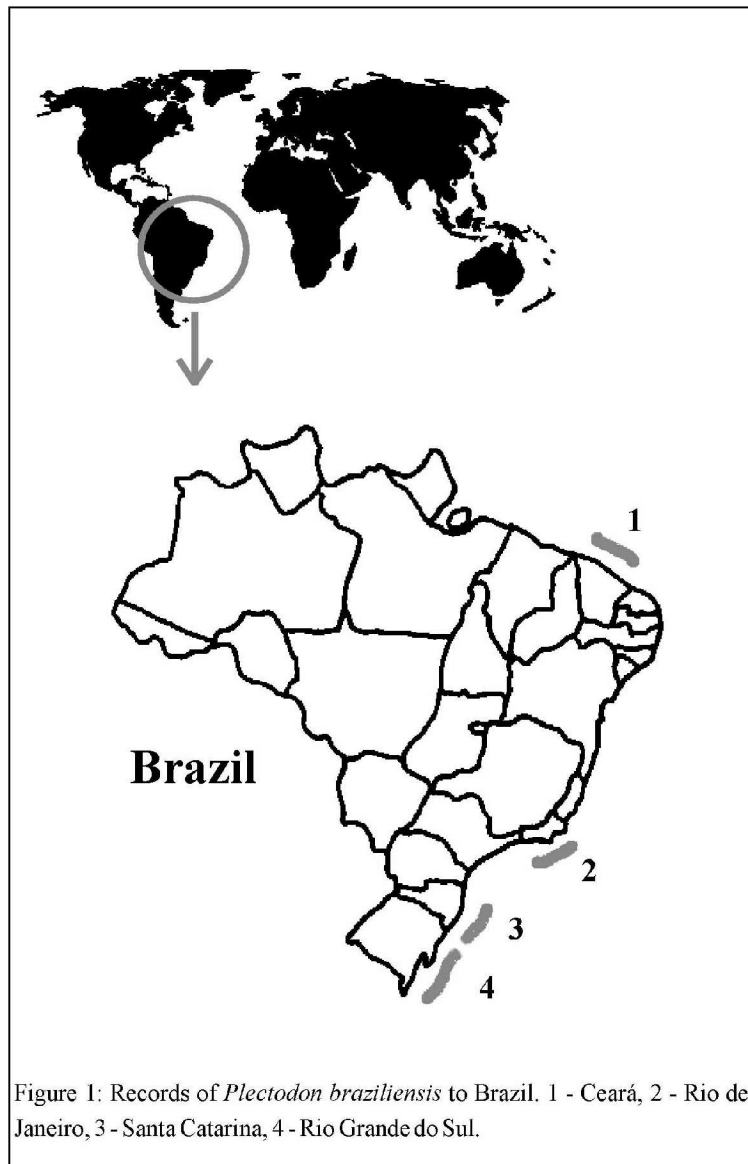 1
Brazil
2
3
4
Figure 1: Records of Plectodon braziliensis to Brazil. 1 - Ceará, 2 - Rio de
Janeiro, 3 - Santa Catarina, 4 - Rio Grande do Sul.